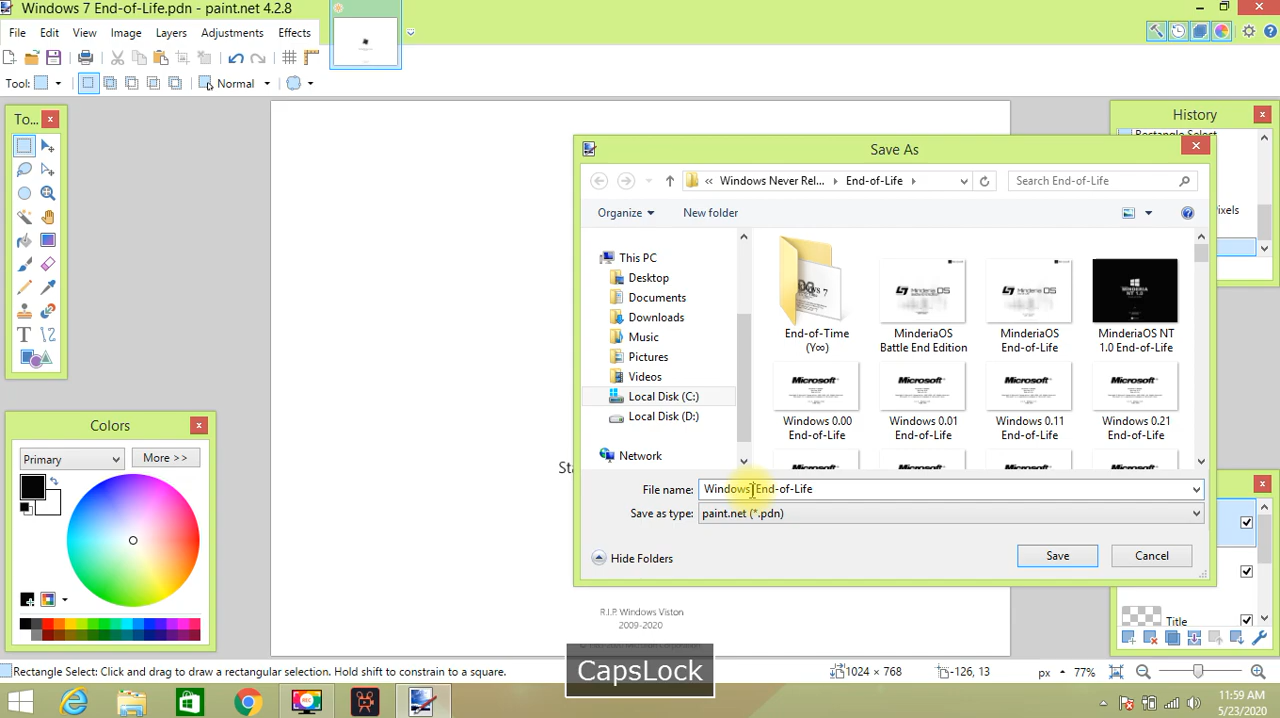 Windows 7 End-of-Life.pdn - paint.net 4.2.8
File Edit View Image Layers Adjustments Effects
Tool: Normal
To...
History
Rectangle Select
Save As
« Windows Never Rel... End-of-Life
Search End-of-Life
Organize New folder
This PC
Desktop
Documents
Downloads
Music
Pictures
Videos
Local Disk (C:)
Local Disk (D:)
Network
End-of-Time (Y∞)
MinderiaOS Battle End Edition
MinderiaOS End-of-Life
MinderiaOS NT 1.0 End-of-Life
Windows 0.00 End-of-Life
Windows 0.01 End-of-Life
Windows 0.11 End-of-Life
Windows 0.21 End-of-Life
File name: Windows End-of-Life
Save as type: paint.net (*.pdn)
Hide Folders
Save Cancel
Colors
Primary
More >>
Sta
R.I.P. Windows Viston
2009-2020
Title
CapsLock
Rectangle Select: Click and drag to draw a rectangular selection. Hold shift to constrain to a square.
1024 × 768
-126, 13
px
77%
11:59 AM
5/23/2020